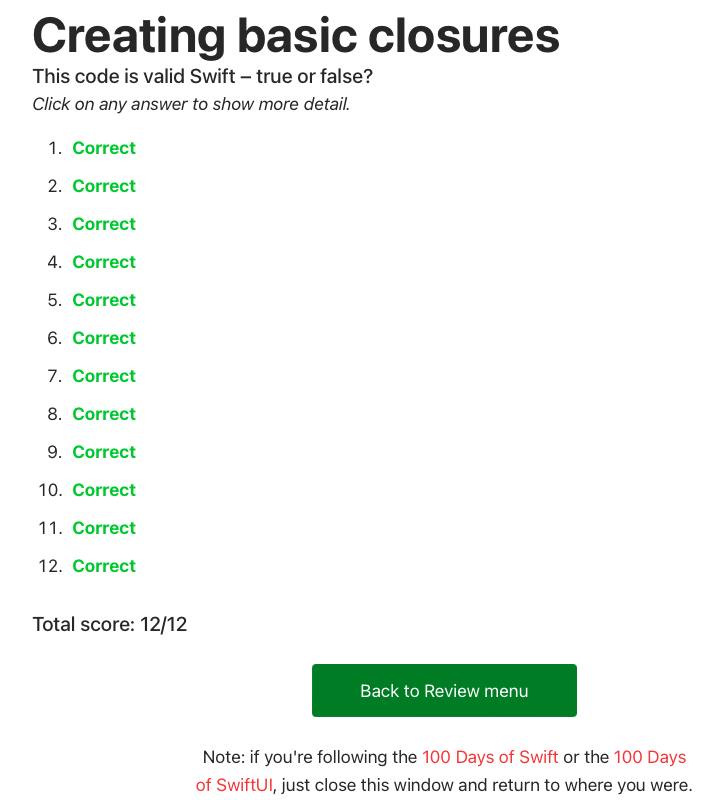 Creating basic closures
This code is valid Swift – true or false?
Click on any answer to show more detail.
1. Correct
2. Correct
3. Correct
4. Correct
5. Correct
6. Correct
7. Correct
8. Correct
9. Correct
10. Correct
11. Correct
12. Correct
Total score: 12/12
Back to Review menu
Note: if you're following the 100 Days of Swift or the 100 Days
of SwiftUI, just close this window and return to where you were.